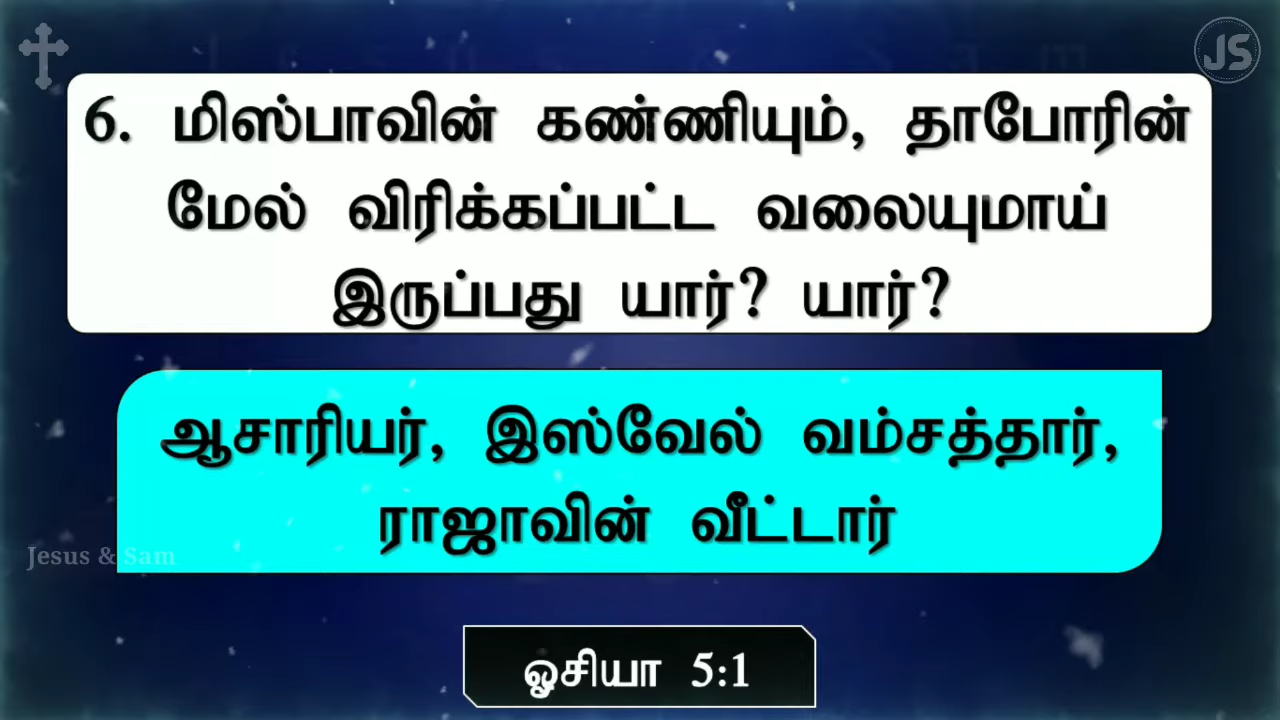 JS
6. மிஸ்பாவின் கண்ணியும், தாபோரின்
மேல் விரிக்கப்பட்ட வலையுமாய்
இருப்பது யார்? யார்?
ஆசாரியர், இஸ்வேல் வம்சத்தார்,
ராஜாவின் வீட்டார்
Jesus & Sam
ஓசியா 5:1